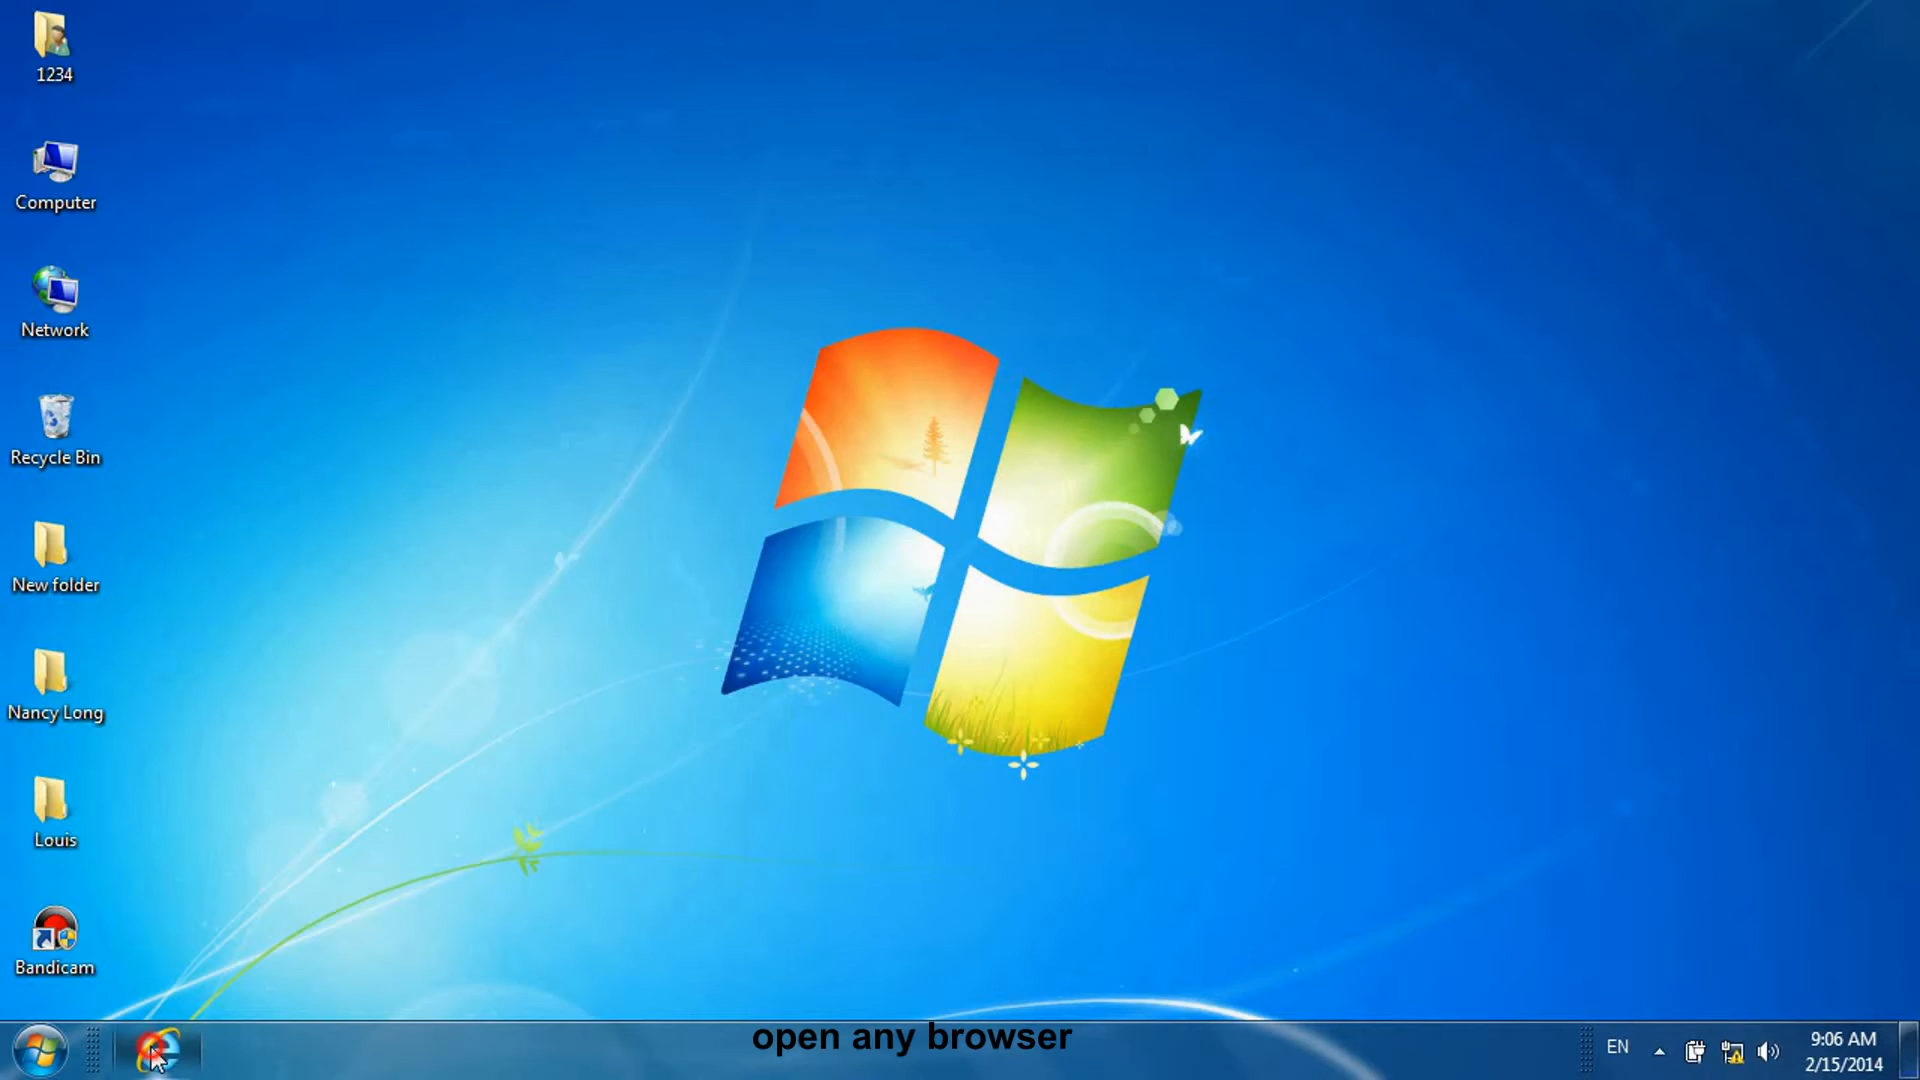 1234
Computer
Network
Recycle Bin
New folder
Nancy Long
Louis
Bandicam
open any browser
EN
9:06 AM
2/15/2014